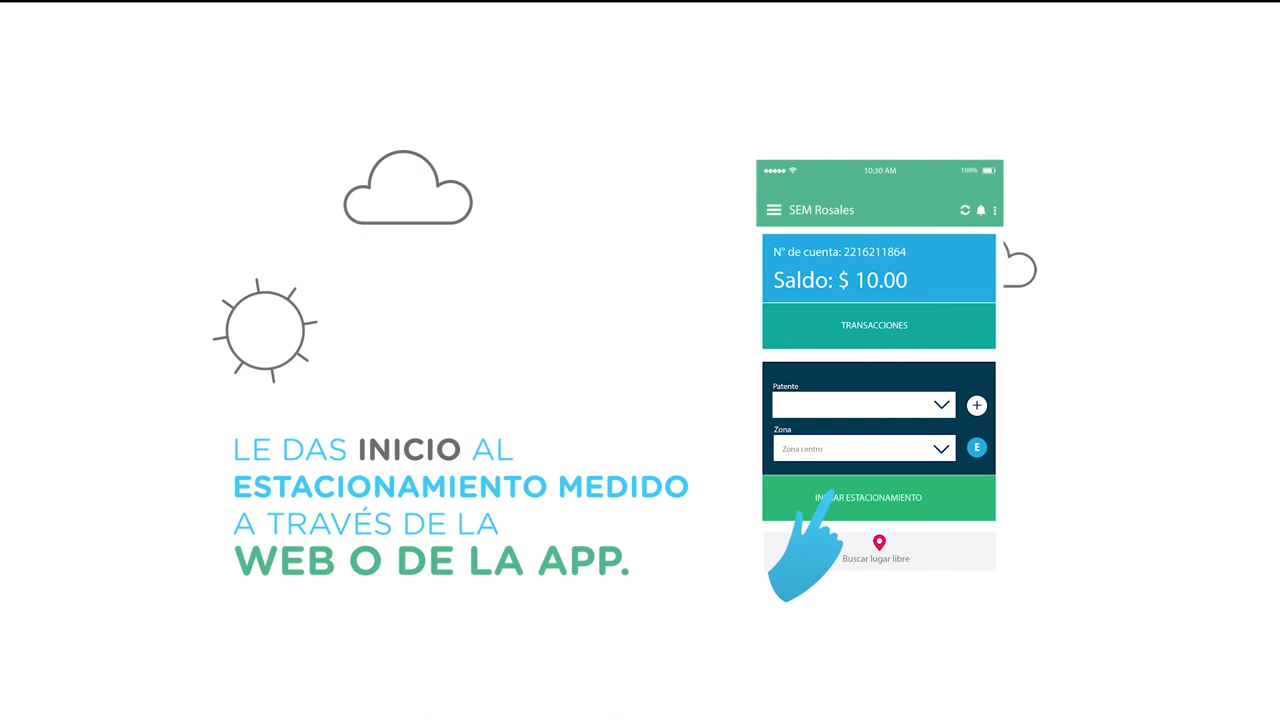 LE DAS INICIO AL
ESTACIONAMIENTO MEDIDO
A TRAVÉS DE LA
WEB O DE LA APP.
10:30 AM
100%
SEM Rosales
N° de cuenta: 2216211864
Saldo: $ 10.00
TRANSACCIONES
Patente
+
Zona
Zona centro
E
ESTACIONAMIENTO
Buscar lugar libre